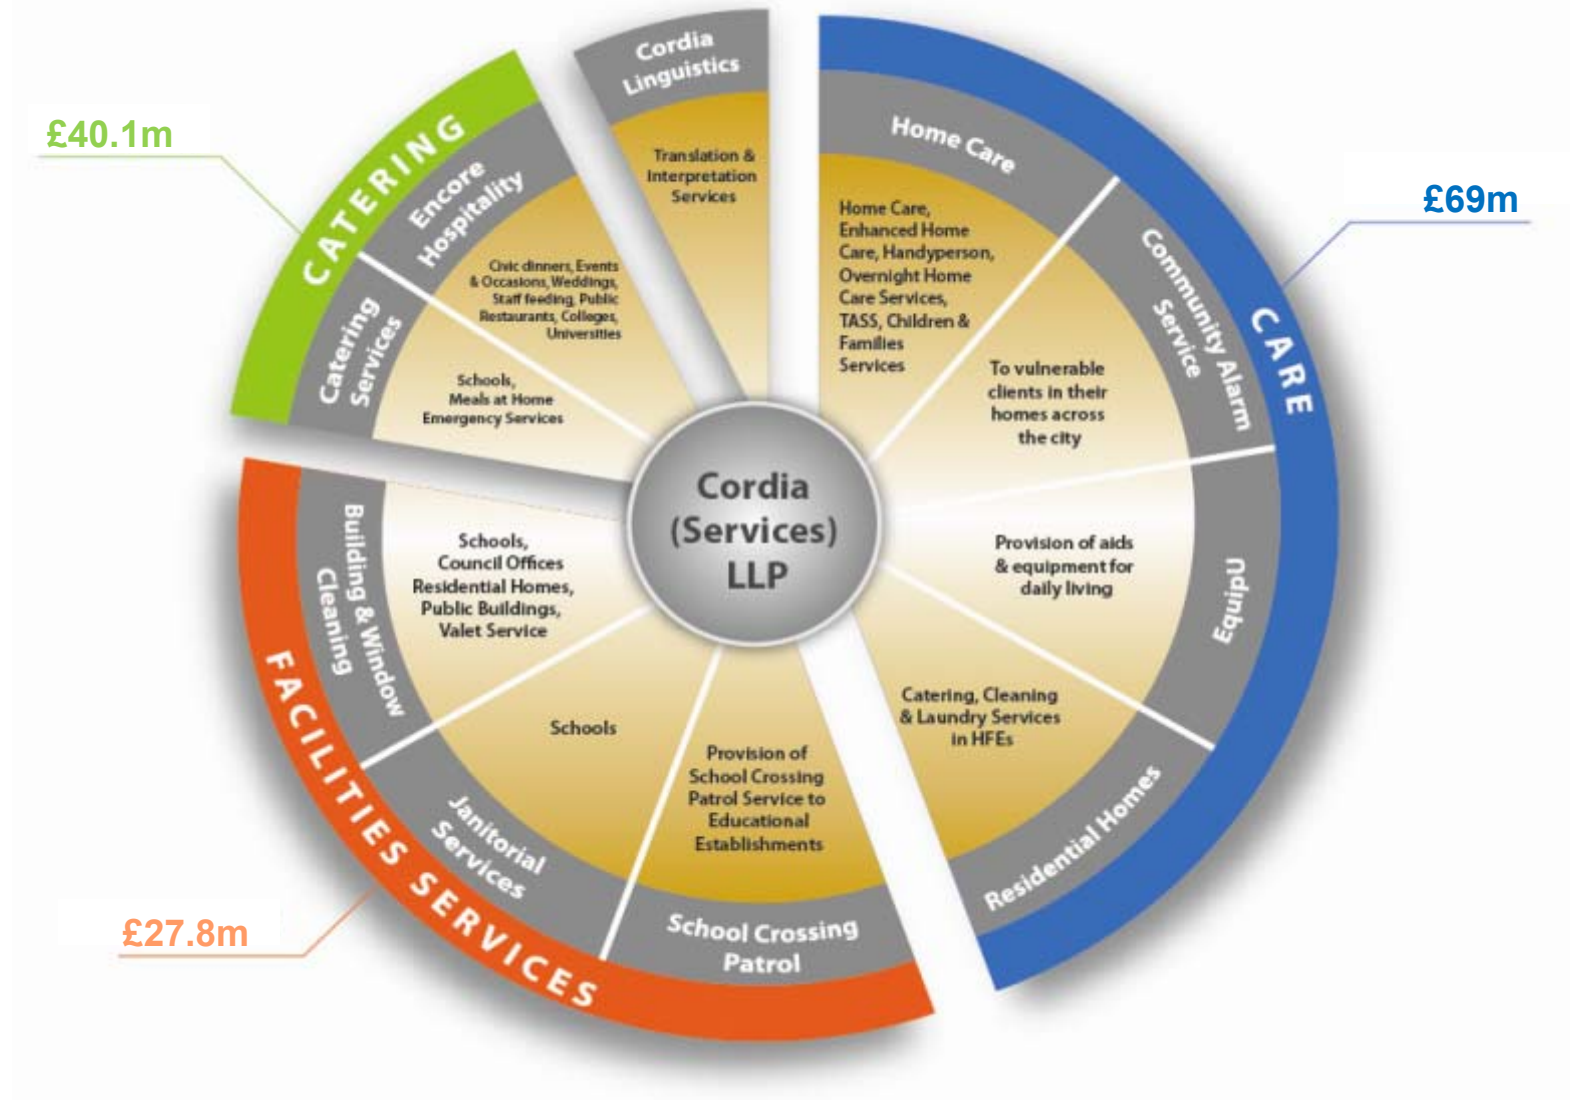 Cordia
Linguistics
Translation &
Interpretation
Services
£40.1m
CATERING
Encore
Hospitality
Civic dinners, Events
& Occasions, Weddings,
Staff feeding, Public
Restaurants, Colleges,
Universities
Catering
Services
Schools,
Meals at Home
Emergency Services
£69m
CARE
Home Care
Home Care,
Enhanced Home
Care, Handyperson,
Overnight Home
Care Services,
TASS, Children &
Families
Services
Community Alarm
Service
To vulnerable
clients in their
homes across
the city
Equipu
Provision of aids
& equipment for
daily living
Residential Homes
Catering, Cleaning
& Laundry Services
in HFEs
Cordia
(Services)
LLP
£27.8m
FACILITIES SERVICES
Building & Window
Cleaning
Schools,
Council Offices
Residential Homes,
Public Buildings,
Valet Service
Janitorial
Services
Schools
School Crossing
Patrol
Provision of
School Crossing
Patrol Service to
Educational
Establishments